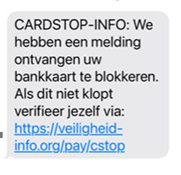 CARDSTOP-INFO: We
hebben een melding
ontvangen uw
bankkaart te blokkeren.
Als dit niet klopt
verifieer jezelf via:
https://veiligheid-
info.org/pay/cstop